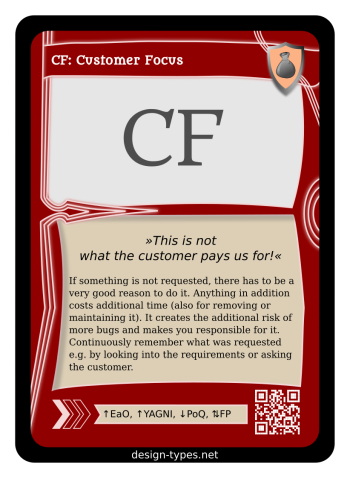 CF: Customer Focus
CF
»This is not
what the customer pays us for!«
If something is not requested, there has to be a
very good reason to do it. Anything in addition
costs additional time (also for removing or
maintaining it). It creates the additional risk of
more bugs and makes you responsible for it.
Continuously remember what was requested
e.g. by looking into the requirements or asking
the customer.
↑EaO, ↑YAGNI, ↓PoQ, ⇅FP
design-types.net